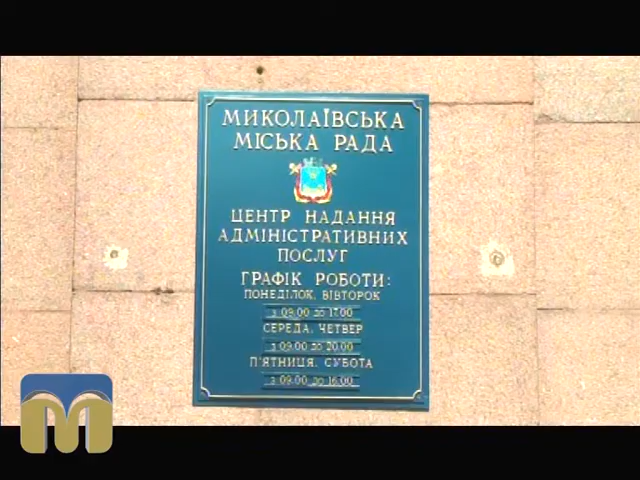 МИКОЛАЇВСЬКА
МІСЬКА РАДА
ЦЕНТР НАДАННЯ
АДМІНІСТРАТИВНИХ
ПОСЛУГ
ГРАФІК РОБОТИ:
ПОНЕДІЛОК, ВІВТОРОК
з 09.00 до 17.00
СЕРЕДА, ЧЕТВЕР
з 09.00 до 20.00
П'ЯТНИЦЯ, СУБОТА
з 09.00 до 16.00
М